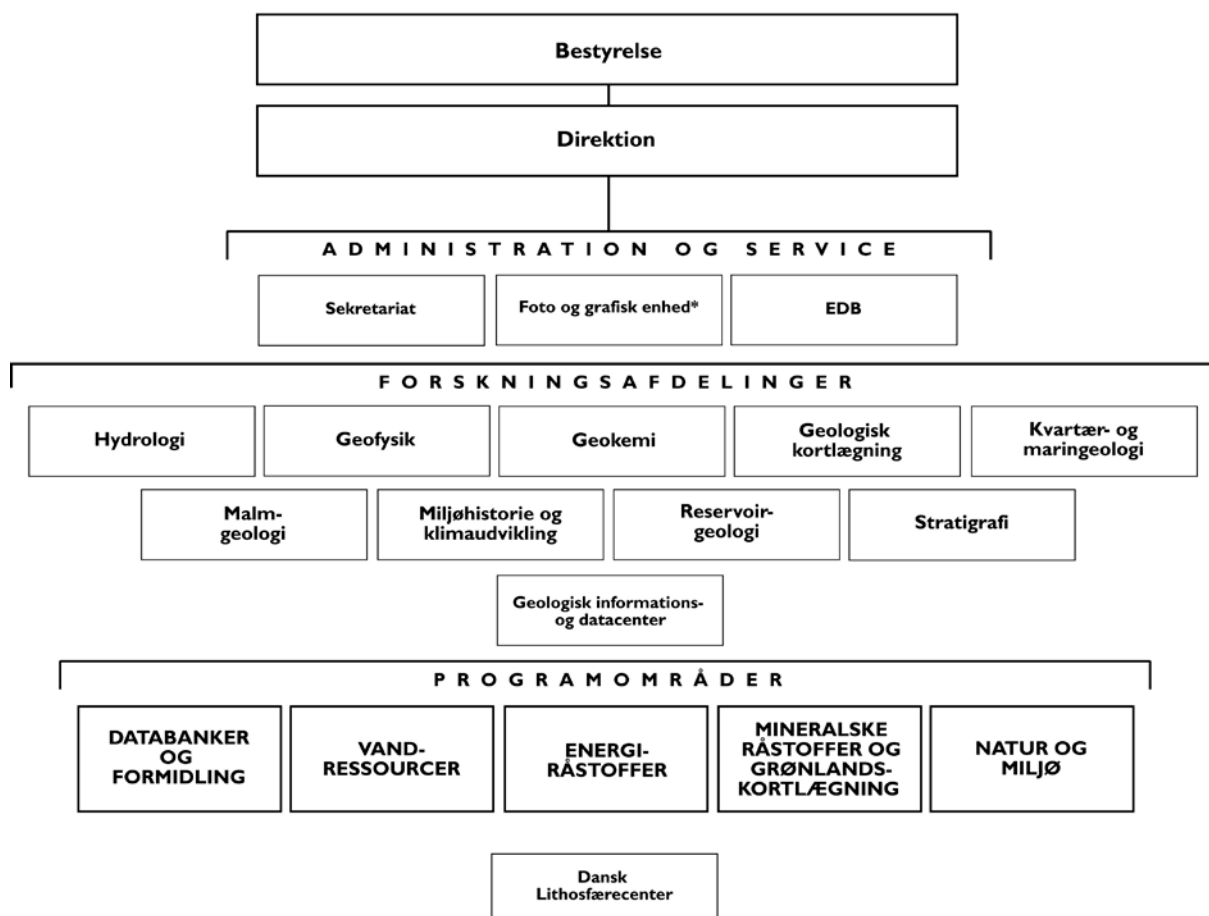 Bestyrelse
Direktion
ADMINISTRATION OG SERVICE
Sekretariat
Foto og grafisk enhed*
EDB
FORSKNINGSAFDELINGER
Hydrologi
Geofysik
Geokemi
Geologisk
kortlægning
Kvartær- og
maringeologi
Malm-
geologi
Miljøhistorie og
klimaudvikling
Reservoir-
geologi
Stratigrafi
Geologisk informations-
og datacenter
PROGRAMOMRÅDER
DATABANKER
OG
FORMIDLING
VAND-
RESSOURCER
ENERGI-
RÅSTOFFER
MINERALSKE
RÅSTOFFER OG
GRØNLANDS-
KORTLÆGNING
NATUR OG
MILJØ
Dansk
Lithosfærecenter